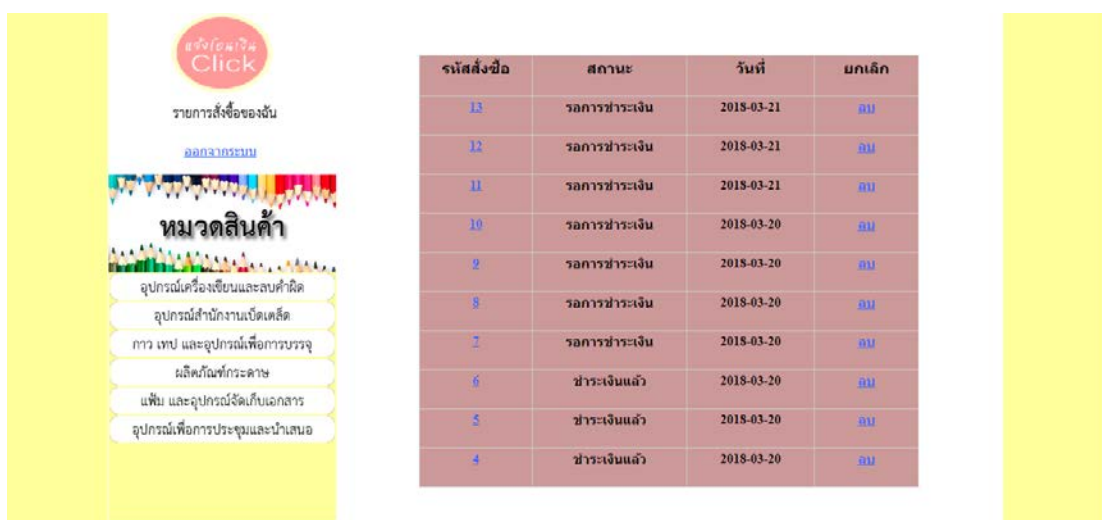 แจ้งโอนเงิน
Click
รายการสั่งซื้อของฉัน
ออกจากระบบ
หมวดสินค้า
อุปกรณ์เครื่องเขียนและลบคำผิด
อุปกรณ์สำนักงานเบ็ดเตล็ด
กาว เทป และอุปกรณ์เพื่อการบรรจุ
ผลิตภัณฑ์กระดาษ
แฟ้ม และอุปกรณ์จัดเก็บเอกสาร
อุปกรณ์เพื่อการประชุมและนำเสนอ
รหัสสั่งซื้อ สถานะ วันที่ ยกเลิก
13 รอการชำระเงิน 2018-03-21 ลบ
12 รอการชำระเงิน 2018-03-21 ลบ
11 รอการชำระเงิน 2018-03-21 ลบ
10 รอการชำระเงิน 2018-03-20 ลบ
9 รอการชำระเงิน 2018-03-20 ลบ
8 รอการชำระเงิน 2018-03-20 ลบ
7 รอการชำระเงิน 2018-03-20 ลบ
6 ชำระเงินแล้ว 2018-03-20 ลบ
5 ชำระเงินแล้ว 2018-03-20 ลบ
4 ชำระเงินแล้ว 2018-03-20 ลบ